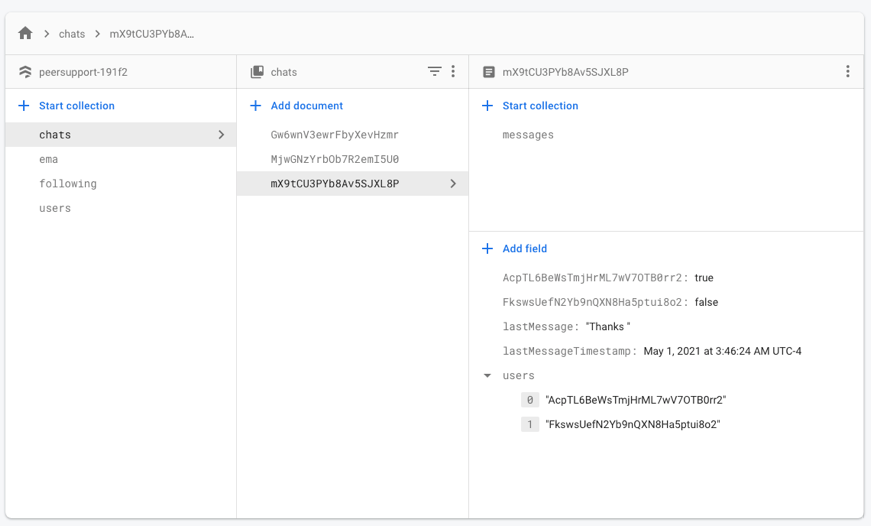 chats
mX9tCU3PYb8A…
peersupport-191f2
chats
mX9tCU3PYb8Av5SJXL8P
Start collection
chats
ema
following
users
Add document
Gw6wnV3ewrFbyXevHzmr
MjwGNzYrbOb7R2emI5U0
mX9tCU3PYb8Av5SJXL8P
Start collection
messages
Add field
AcpTL6BeWsTmjHrML7wV7OTB0rr2: true
FkswsUefN2Yb9nQXN8Ha5ptui8o2: false
lastMessage: "Thanks "
lastMessageTimestamp: May 1, 2021 at 3:46:24 AM UTC-4
users
0 "AcpTL6BeWsTmjHrML7wV7OTB0rr2"
1 "FkswsUefN2Yb9nQXN8Ha5ptui8o2"